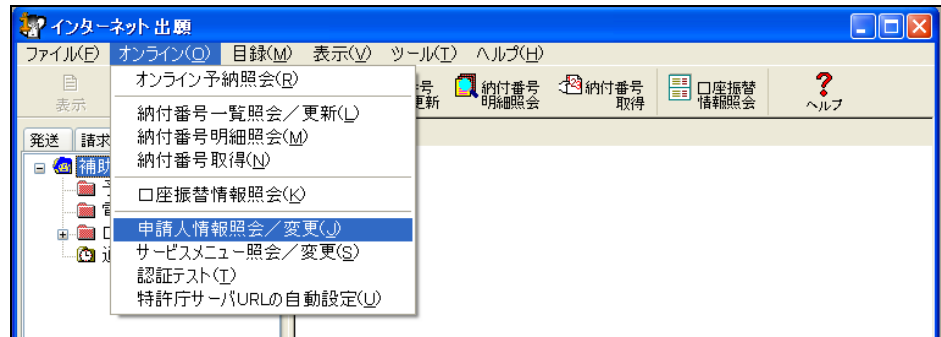 インターネット出願
ファイル(F) オンライン(O) 目録(M) 表示(V) ツール(T) ヘルプ(H)
表示
号
更新
納付番号
明細照会
納付番号
取得
口座振替
情報照会
ヘルプ
発送 請求
補助
オンライン予納照会(R)
納付番号一覧照会/更新(L)
納付番号明細照会(M)
納付番号取得(N)
口座振替情報照会(K)
申請人情報照会/変更(J)
サービスメニュー照会/変更(S)
認証テスト(T)
特許庁サーバURLの自動設定(U)